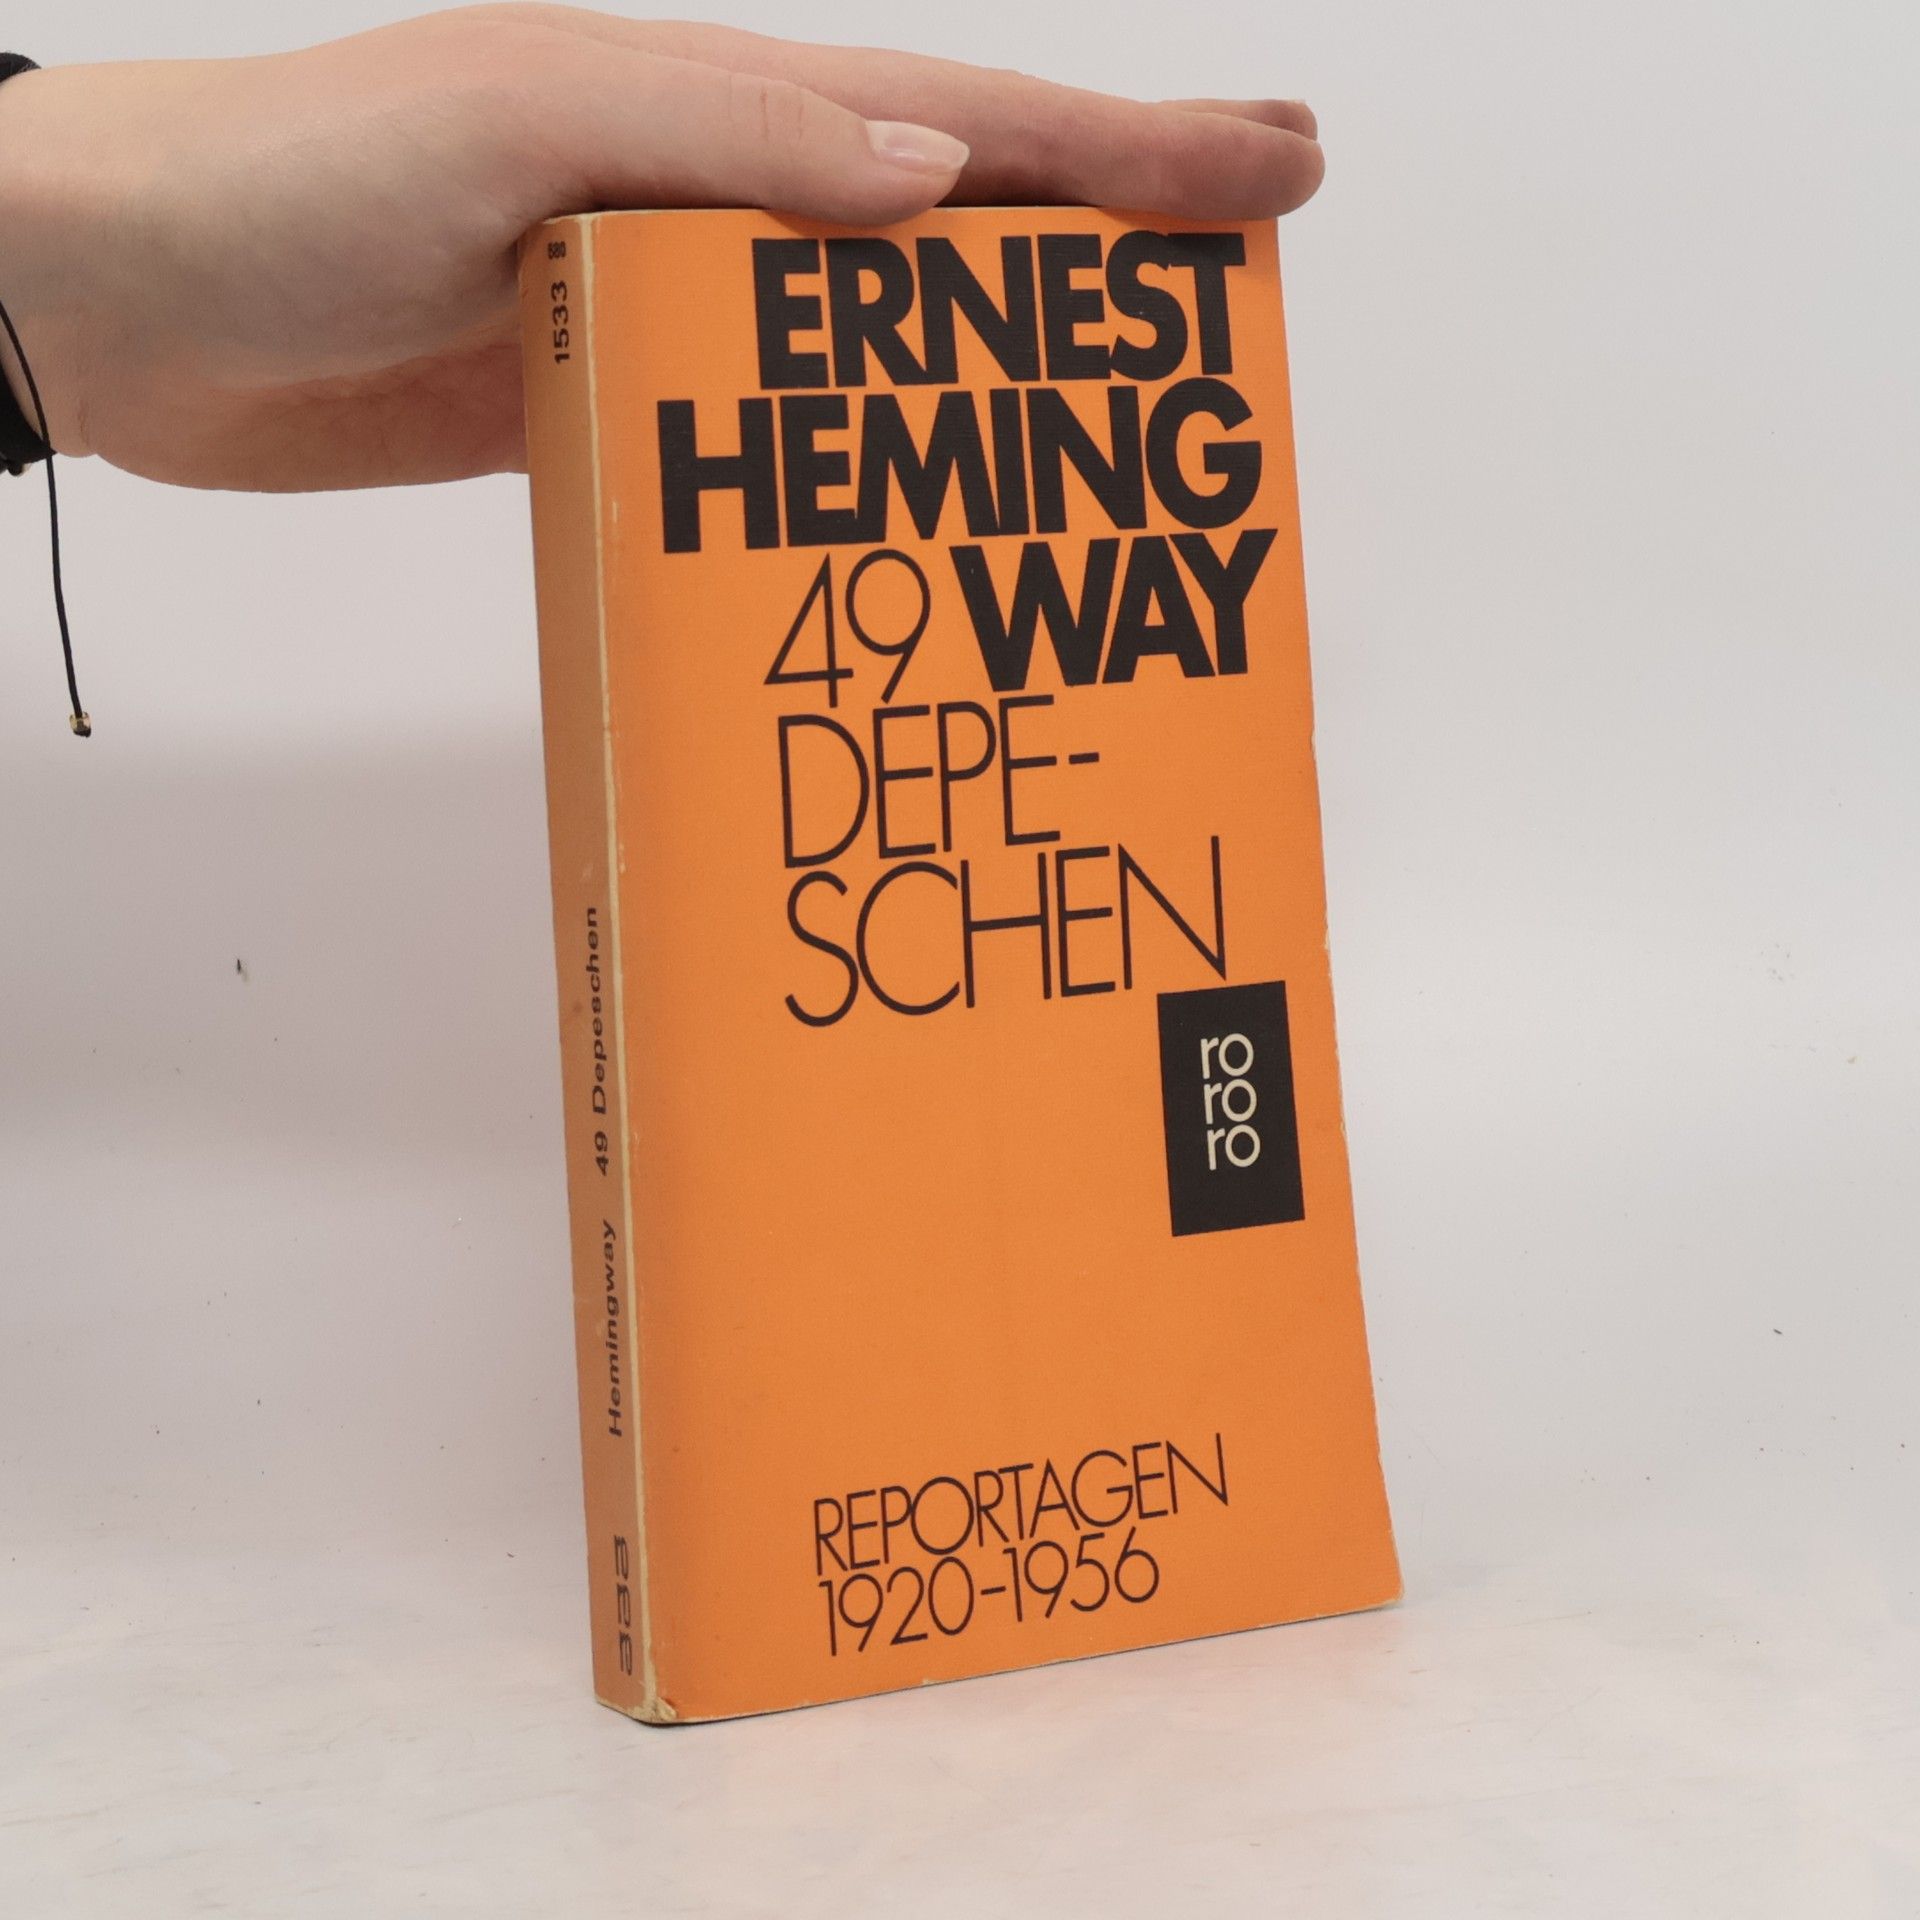 ERNEST
HEMING
49 WAY
DEPE-
SCHEN
ro
ro
ro
REPORTAGEN
1920-1956
1533
Hemingway 49 Depeschen